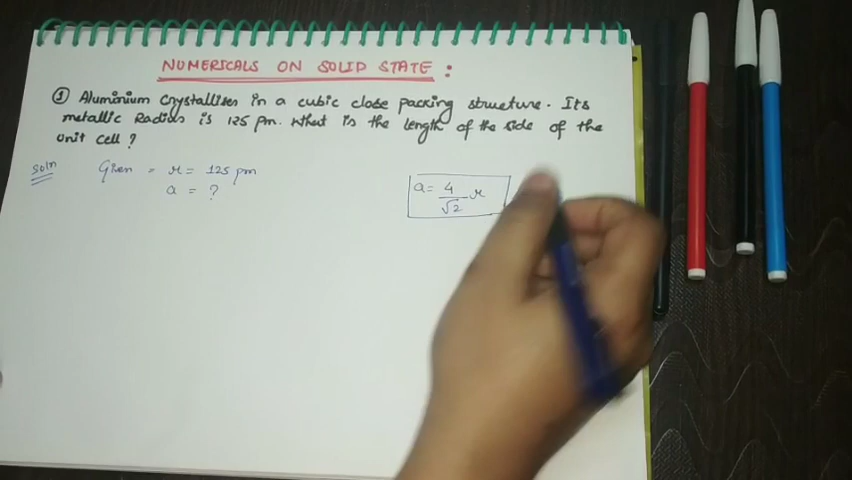 NUMERICALS ON SOLID STATE :
① Aluminium crystallises in a cubic close packing structure. Its
metallic Radius is 125 pm. What is the length of the side of the
unit cell ?
Soln Given = r = 125 pm
a = ?
a = 4/√2 r